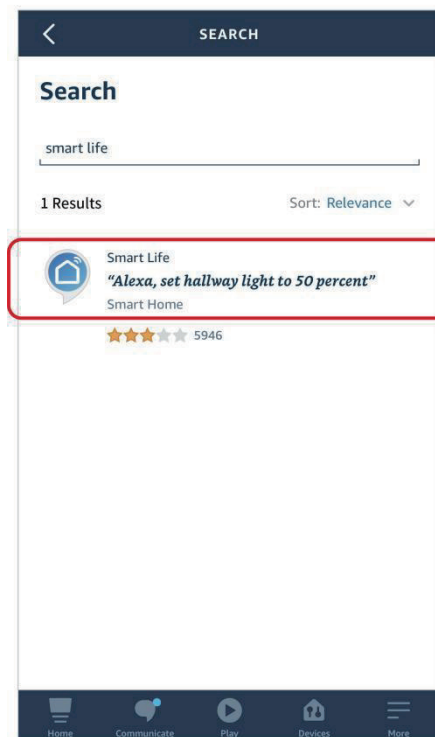 SEARCH
Search
smart life
1 Results Sort: Relevance
Smart Life
“Alexa, set hallway light to 50 percent”
Smart Home
5946
Home Communicate Play Devices More